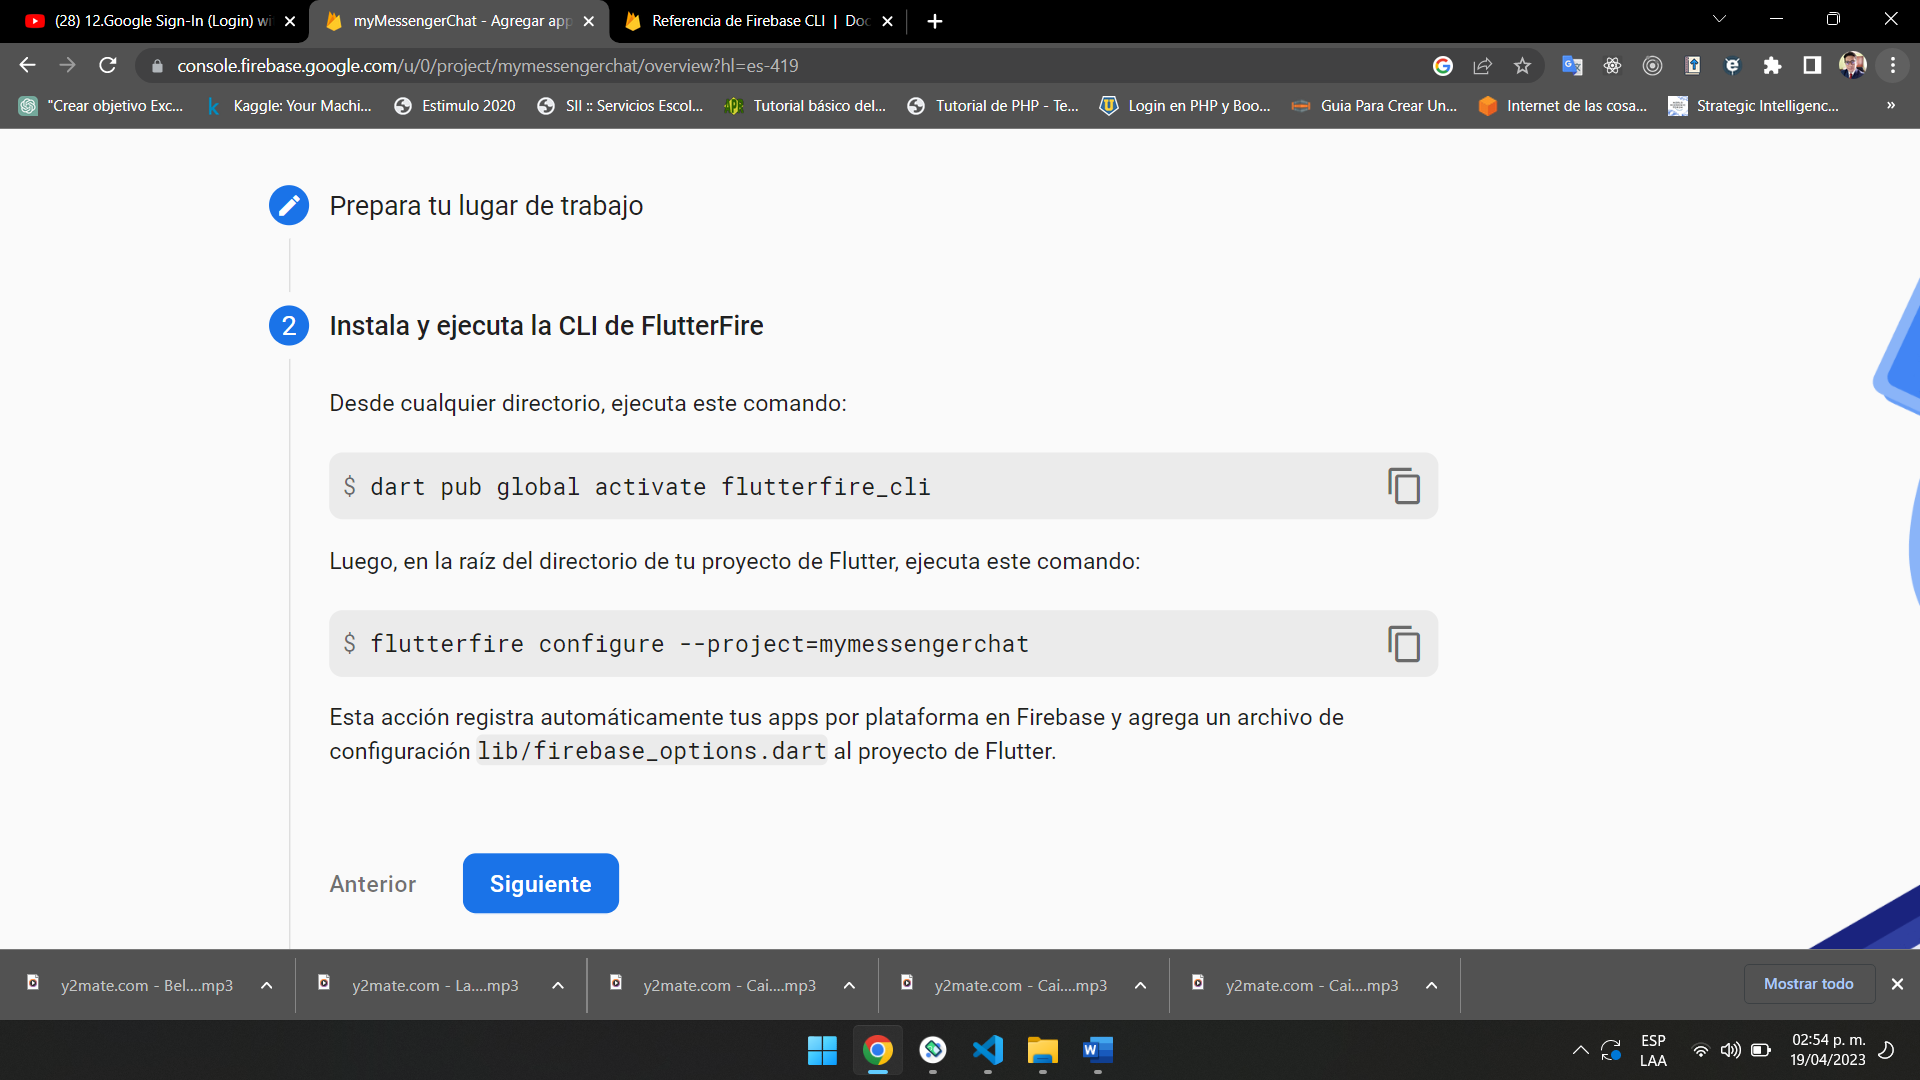 (28) 12.Google Sign-In (Login) wi
myMessengerChat - Agregar app
Referencia de Firebase CLI | Doc
console.firebase.google.com/u/0/project/mymessengerchat/overview?hl=es-419
"Crear objetivo Exc...
Kaggle: Your Machi...
Estimulo 2020
SII :: Servicios Escol...
Tutorial básico del...
Tutorial de PHP - Te...
Login en PHP y Boo...
Guia Para Crear Un...
Internet de las cosa...
Strategic Intelligenc...
»
Prepara tu lugar de trabajo
2 Instala y ejecuta la CLI de FlutterFire
Desde cualquier directorio, ejecuta este comando:
$ dart pub global activate flutterfire_cli
Luego, en la raíz del directorio de tu proyecto de Flutter, ejecuta este comando:
$ flutterfire configure --project=mymessengerchat
Esta acción registra automáticamente tus apps por plataforma en Firebase y agrega un archivo de
configuración lib/firebase_options.dart al proyecto de Flutter.
Anterior
Siguiente
y2mate.com - Bel....mp3
y2mate.com - La....mp3
y2mate.com - Cai....mp3
y2mate.com - Cai....mp3
y2mate.com - Cai....mp3
Mostrar todo
ESP
LAA
02:54 p. m.
19/04/2023